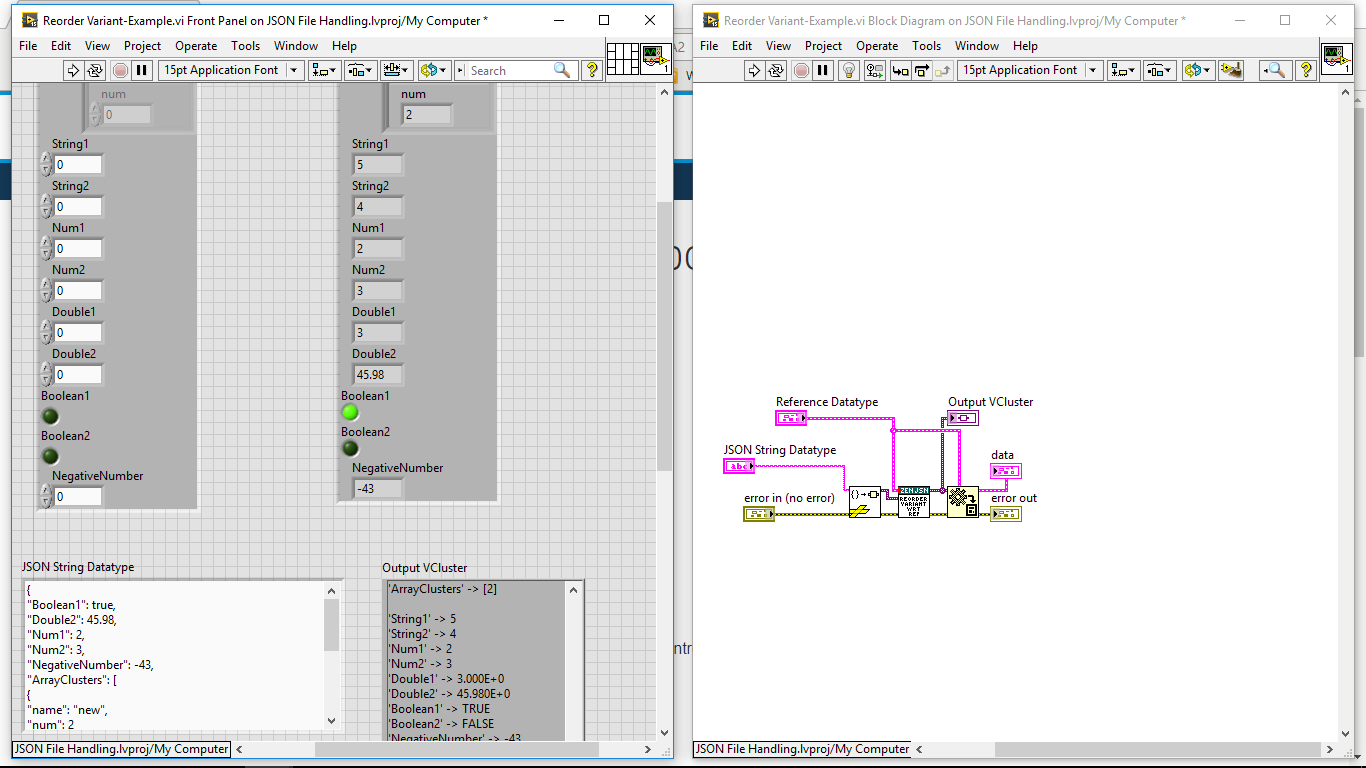 Reorder Variant-Example.vi Front Panel on JSON File Handling.lvproj/My Computer *
File Edit View Project Operate Tools Window Help
15pt Application Font
Search
num
0
String1
0
String2
0
Num1
0
Num2
0
Double1
0
Double2
0
Boolean1
Boolean2
NegativeNumber
0
num
2
String1
5
String2
4
Num1
2
Num2
3
Double1
3
Double2
45.98
Boolean1
Boolean2
NegativeNumber
-43
JSON String Datatype
{
"Boolean1": true,
"Double2": 45.98,
"Num1": 2,
"Num2": 3,
"NegativeNumber": -43,
"ArrayClusters": [
{
"name": "new",
"num": 2
Output VCluster
'ArrayClusters' -> [2]
'String1' -> 5
'String2' -> 4
'Num1' -> 2
'Num2' -> 3
'Double1' -> 3.000E+0
'Double2' -> 45.980E+0
'Boolean1' -> TRUE
'Boolean2' -> FALSE
'NegativeNumber' -> -43
JSON File Handling.lvproj/My Computer
Reorder Variant-Example.vi Block Diagram on JSON File Handling.lvproj/My Computer *
File Edit View Project Operate Tools Window Help
15pt Application Font
Reference Datatype
Output VCluster
JSON String Datatype
abc
data
error in (no error)
REORDER
VARIANT
WRT
REF
error out
JSON File Handling.lvproj/My Computer